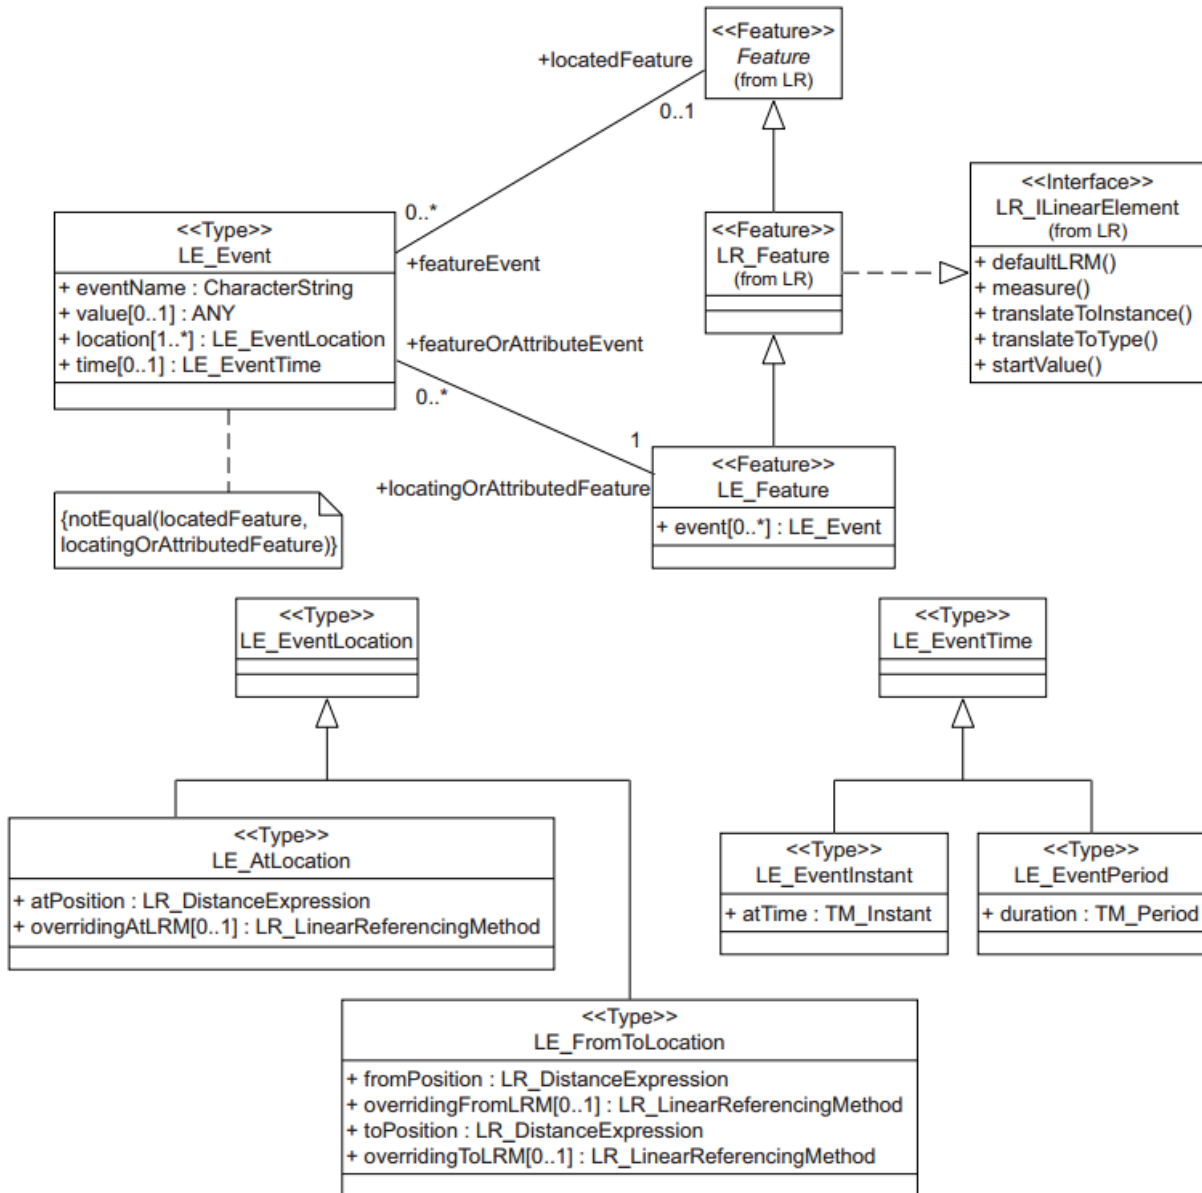 <<Feature>>
Feature
(from LR)
+locatedFeature
0..1
0..*
+featureEvent
<<Type>>
LE_Event
+ eventName : CharacterString
+ value[0..1] : ANY
+ location[1..*] : LE_EventLocation
+ time[0..1] : LE_EventTime
<<Feature>>
LR_Feature
(from LR)
<<Interface>>
LR_ILinearElement
(from LR)
+ defaultLRM()
+ measure()
+ translateToInstance()
+ translateToType()
+ startValue()
+featureOrAttributeEvent
0..*
1
+locatingOrAttributedFeature
<<Feature>>
LE_Feature
+ event[0..*] : LE_Event
{notEqual(locatedFeature,
locatingOrAttributedFeature)}
<<Type>>
LE_EventLocation
<<Type>>
LE_EventTime
<<Type>>
LE_AtLocation
+ atPosition : LR_DistanceExpression
+ overridingAtLRM[0..1] : LR_LinearReferencingMethod
<<Type>>
LE_EventInstant
+ atTime : TM_Instant
<<Type>>
LE_EventPeriod
+ duration : TM_Period
<<Type>>
LE_FromToLocation
+ fromPosition : LR_DistanceExpression
+ overridingFromLRM[0..1] : LR_LinearReferencingMethod
+ toPosition : LR_DistanceExpression
+ overridingToLRM[0..1] : LR_LinearReferencingMethod